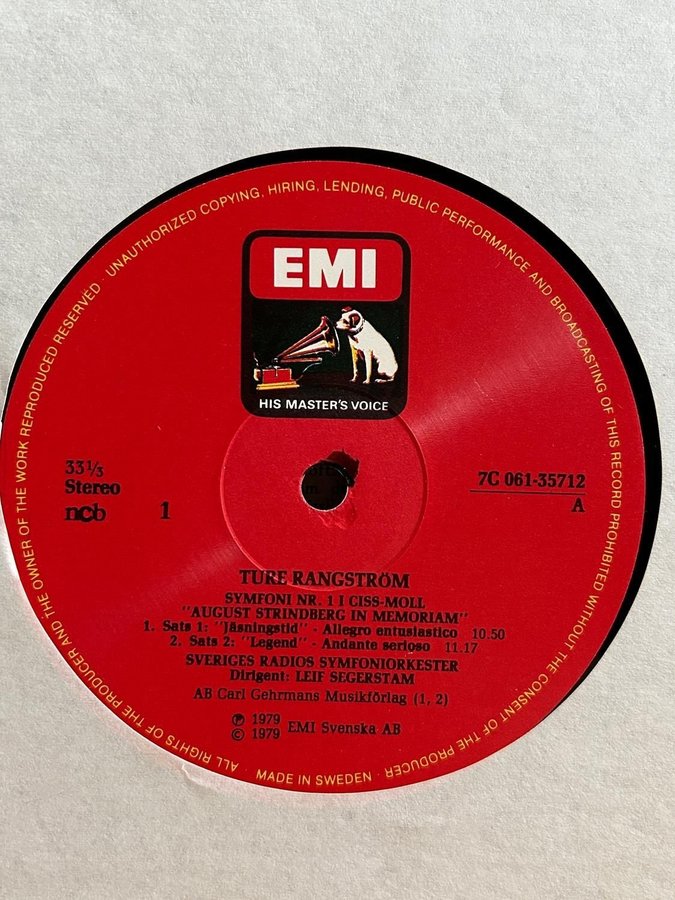 UNAUTHORIZED COPYING, HIRING, LENDING, PUBLIC PERFORMANCE AND BROADCASTING OF THIS RECORD PROHIBITED WITHOUT THE CONSENT OF THE PRODUCER · MADE IN SWEDEN · ALL RIGHTS OF THE PRODUCER AND THE OWNER OF THE WORK REPRODUCED RESERVED
EMI
HIS MASTER'S VOICE
33⅓
Stereo
ncb 1
7C 061-35712
A
TURE RANGSTRÖM
SYMFONI NR. 1 I CISS-MOLL
"AUGUST STRINDBERG IN MEMORIAM"
1. Sats 1: "Jäsningstid" - Allegro entusiastico 10.50
2. Sats 2: "Legend" - Andante serioso 11.17
SVERIGES RADIOS SYMFONIORKESTER
Dirigent: LEIF SEGERSTAM
AB Carl Gehrmans Musikförlag (1, 2)
℗ 1979
© 1979 EMI Svenska AB